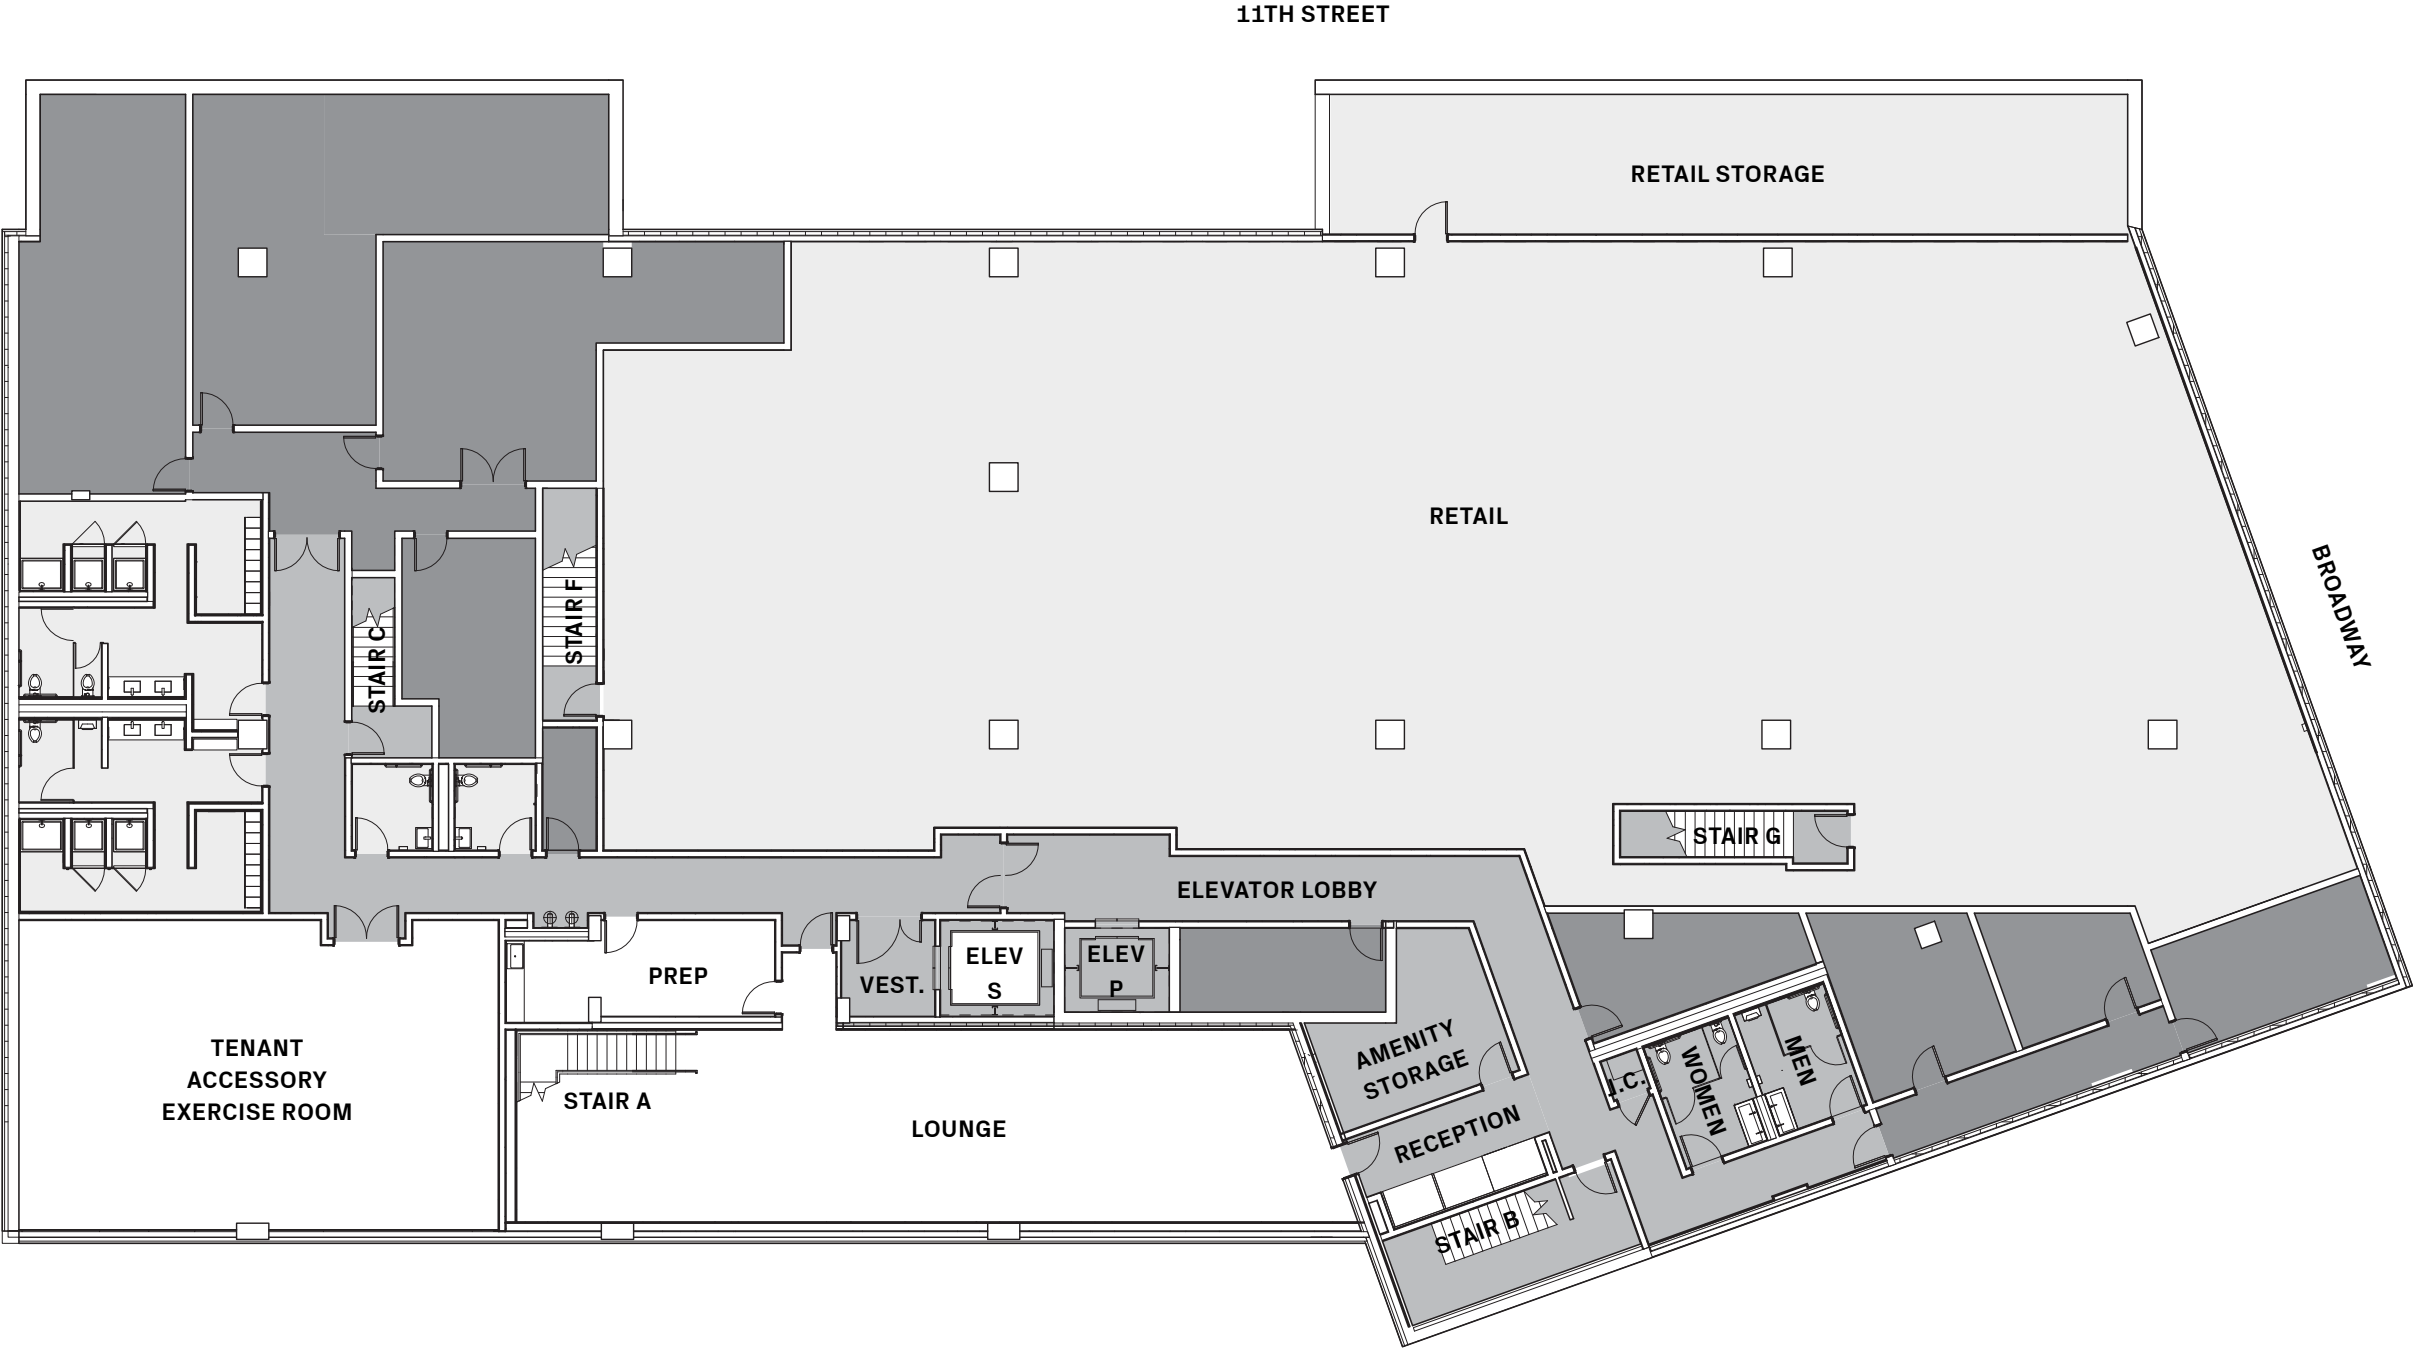 11TH STREET
RETAIL STORAGE
RETAIL
BROADWAY
STAIR F
STAIR C
STAIR G
ELEVATOR LOBBY
ELEV
S
ELEV
P
VEST.
PREP
TENANT
ACCESSORY
EXERCISE ROOM
STAIR A
LOUNGE
AMENITY
STORAGE
RECEPTION
STAIR B
J.C.
WOMEN
MEN